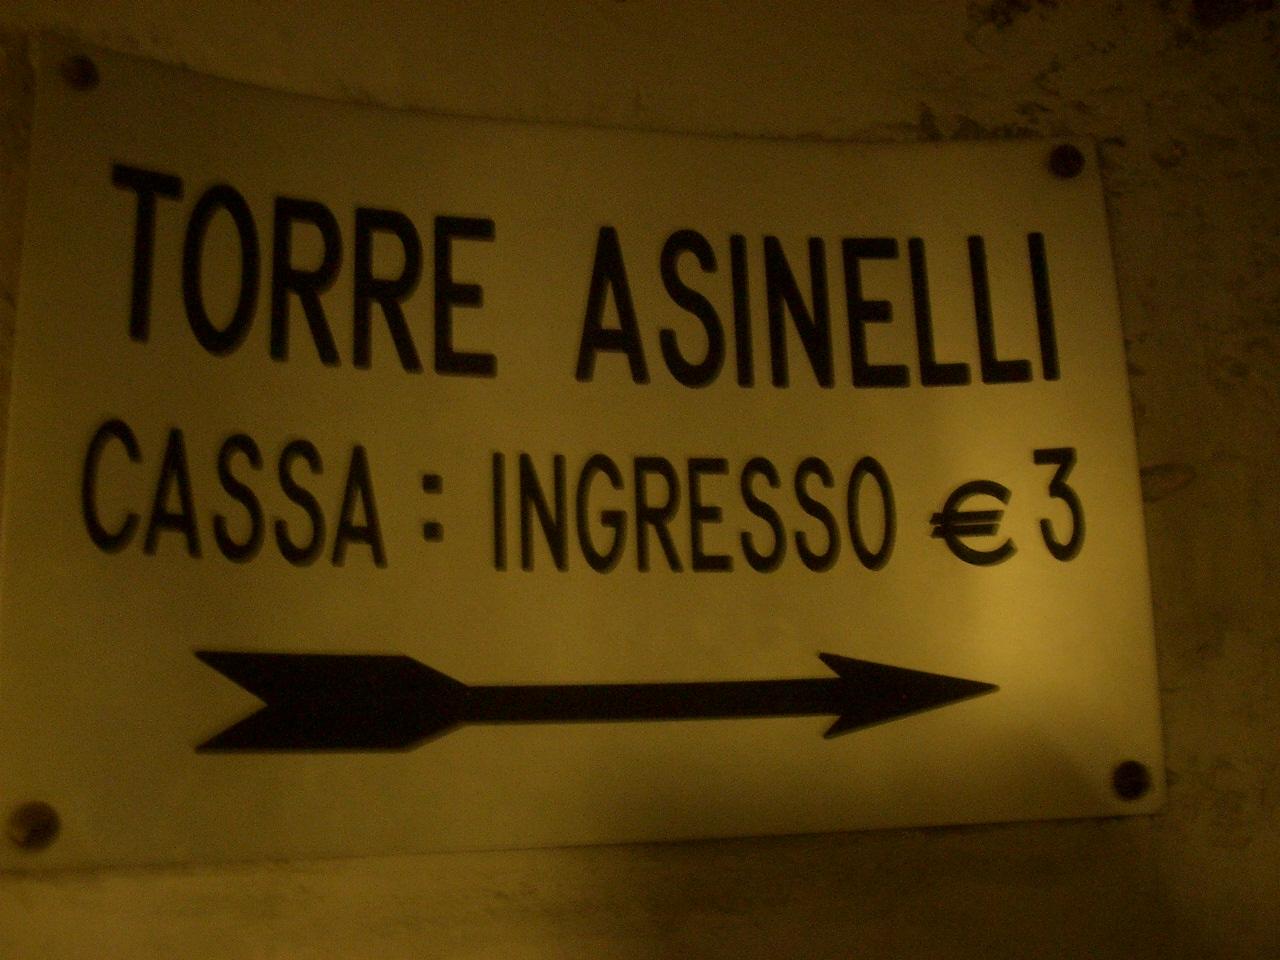 TORRE ASINELLI
CASSA : INGRESSO € 3